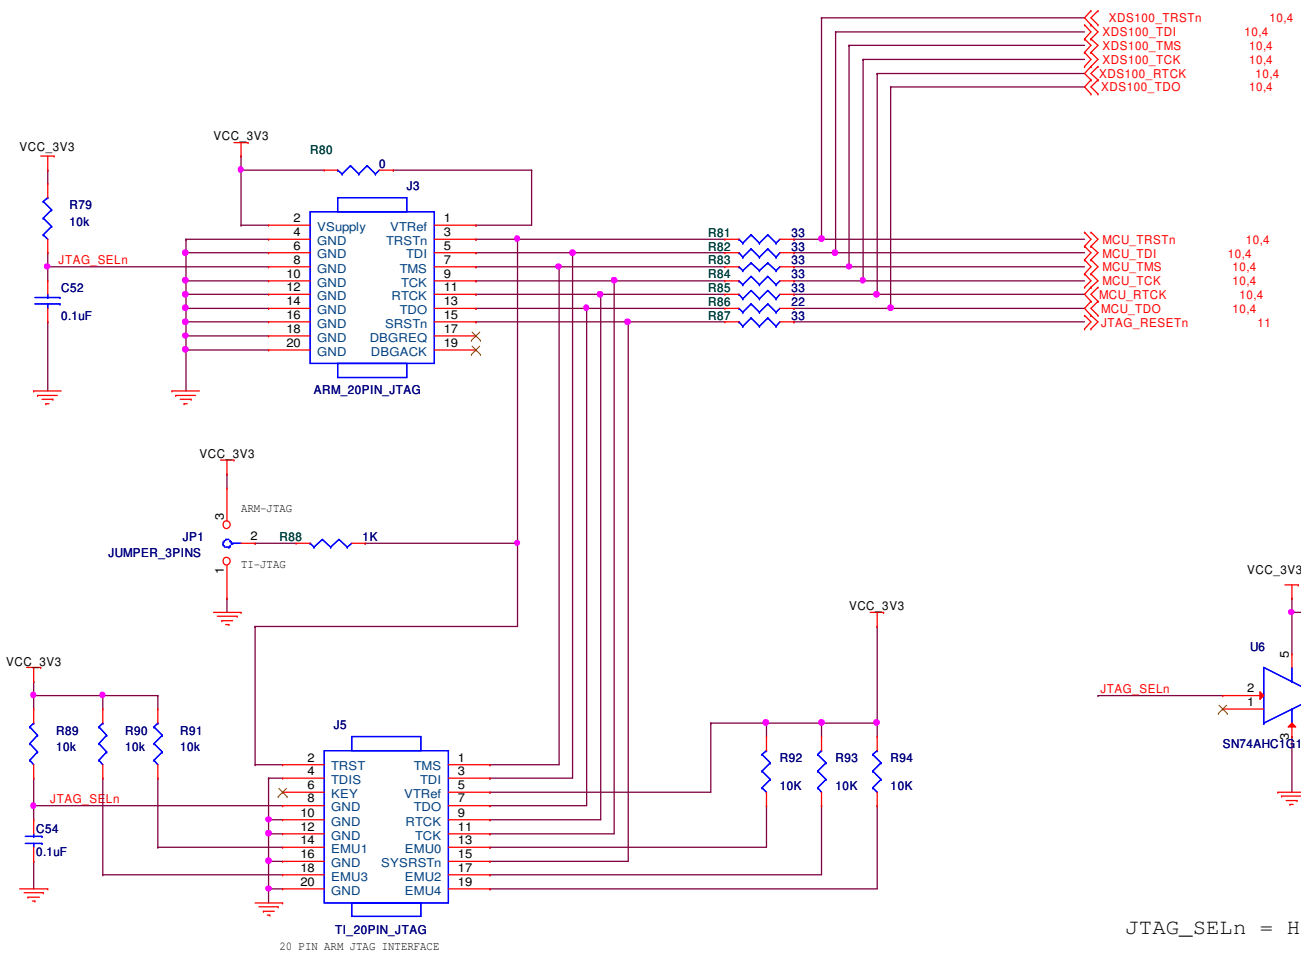 XDS100_TRSTn 10,4
XDS100_TDI 10,4
XDS100_TMS 10,4
XDS100_TCK 10,4
XDS100_RTCK 10,4
XDS100_TDO 10,4
VCC_3V3
VCC_3V3
R80
0
J3
R79
10k
2 VSupply VTRef 1
4 GND TRSTn 3 R81 33 MCU_TRSTn 10,4
6 GND TDI 5 R82 33 MCU_TDI 10,4
JTAG_SELn 8 GND TMS 7 R83 33 MCU_TMS 10,4
10 GND TCK 9 R84 33 MCU_TCK 10,4
12 GND RTCK 11 R85 33 MCU_RTCK 10,4
14 GND TDO 13 R86 22 MCU_TDO 10,4
16 GND SRSTn 15 R87 33 JTAG_RESETn 11
18 GND DBGREQ 17
20 GND DBGACK 19
C52
0.1uF
ARM_20PIN_JTAG
VCC_3V3
3 ARM-JTAG
JP1 2 R88 1K
JUMPER_3PINS
1 TI-JTAG
VCC_3V3
VCC_3V3
VCC_3V3
U6
5
JTAG_SELn 2
1
3
SN74AHC1G1
R89 R90 R91
10k 10k 10k
J5
R92 R93 R94
10K 10K 10K
2 TRST TMS 1
4 TDIS TDI 3
6 KEY VTRef 5
JTAG_SELn 8 GND TDO 7
10 GND RTCK 9
12 GND TCK 11
14 EMU1 EMU0 13
16 GND SYSRSTn 15
18 EMU3 EMU2 17
20 GND EMU4 19
C54
0.1uF
TI_20PIN_JTAG
20 PIN ARM JTAG INTERFACE
JTAG_SELn = H